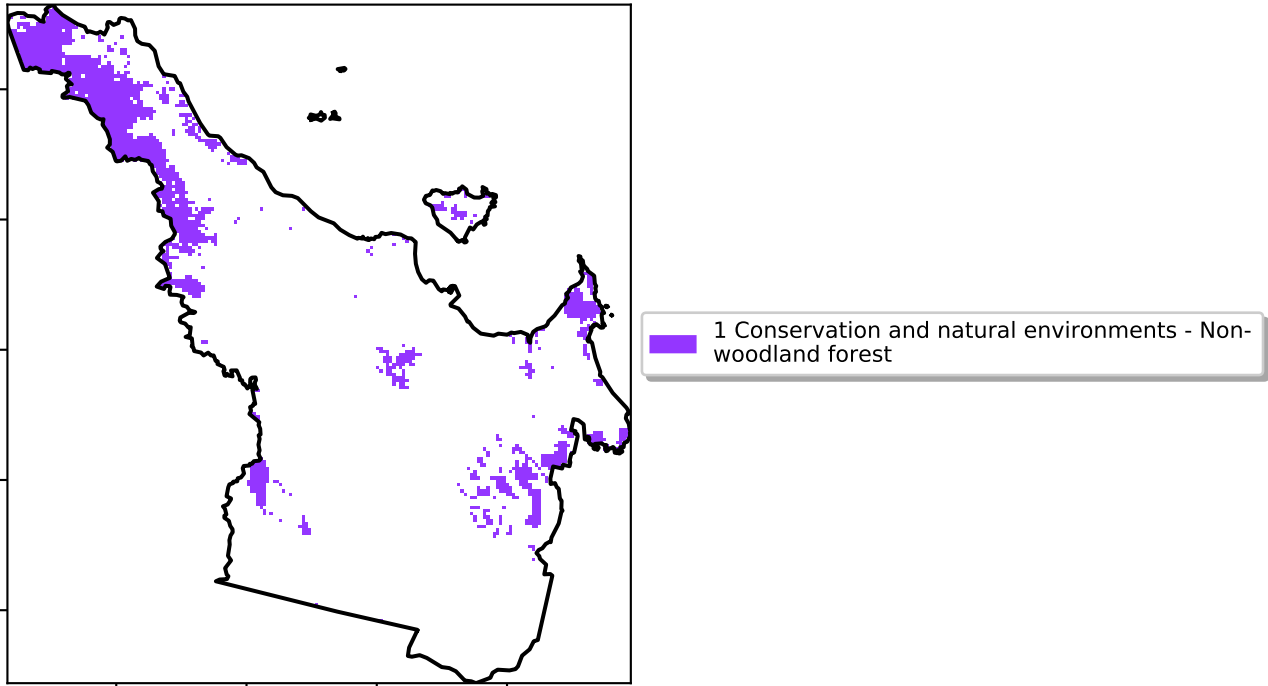 1 Conservation and natural environments - Non-
woodland forest